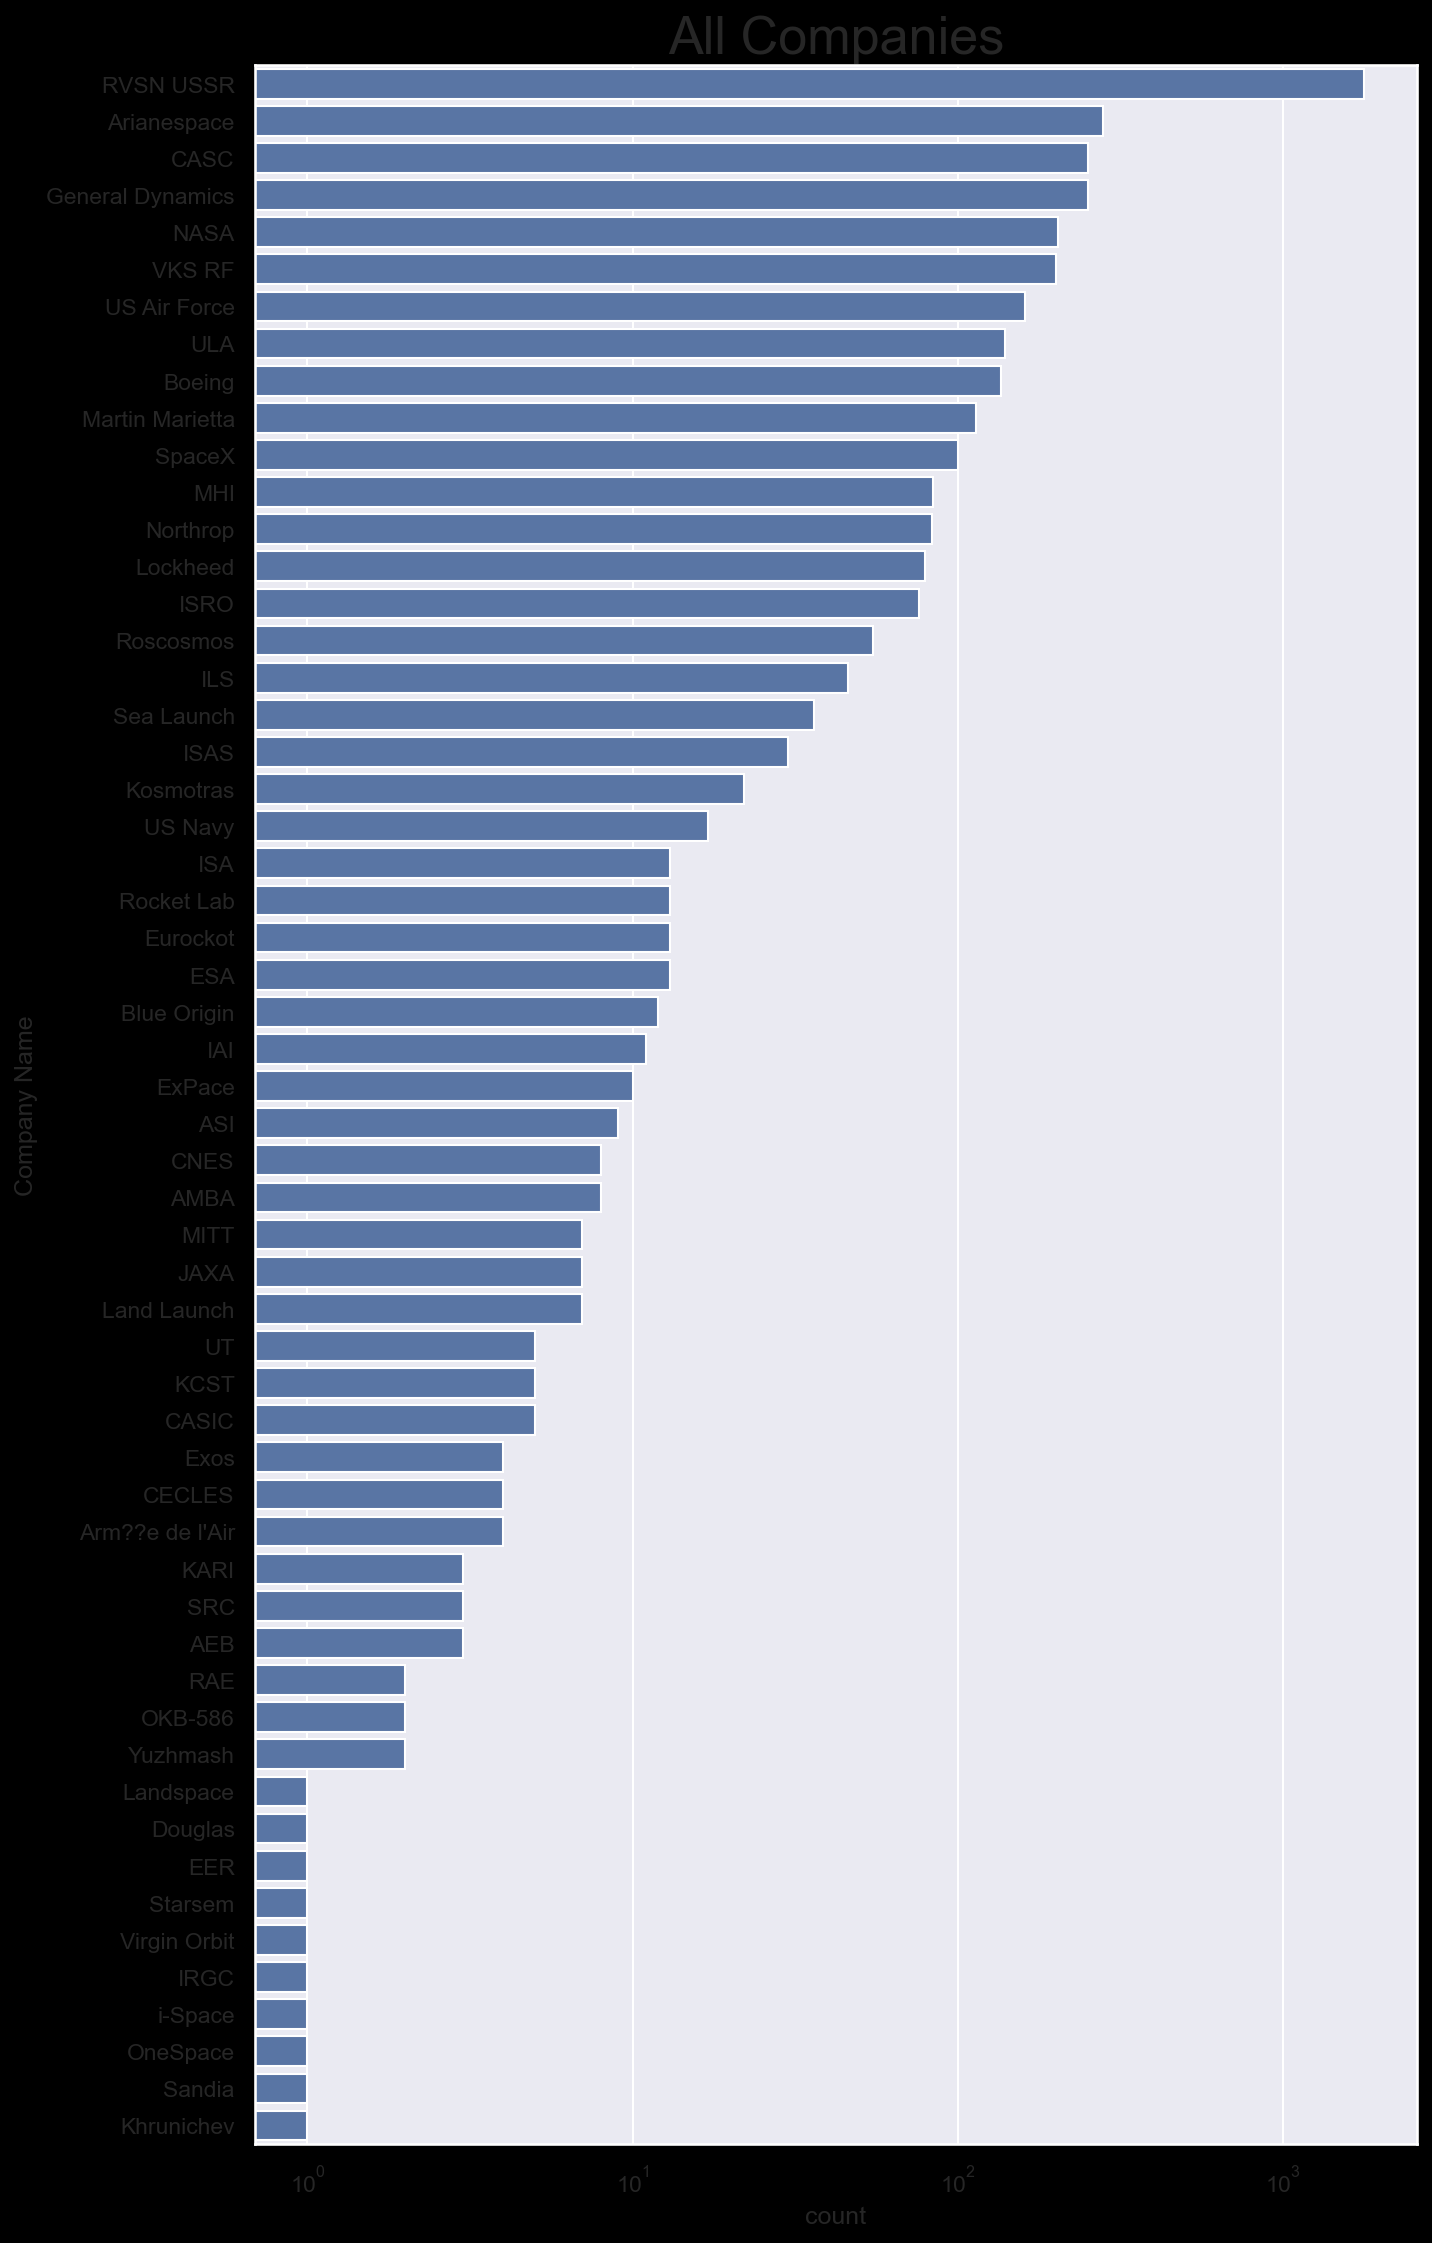 All Companies
RVSN USSR
Arianespace
CASC
General Dynamics
NASA
VKS RF
US Air Force
ULA
Boeing
Martin Marietta
SpaceX
MHI
Northrop
Lockheed
ISRO
Roscosmos
ILS
Sea Launch
ISAS
Kosmotras
US Navy
ISA
Rocket Lab
Eurockot
ESA
Blue Origin
IAI
ExPace
ASI
CNES
AMBA
MITT
JAXA
Land Launch
UT
KCST
CASIC
Exos
CECLES
Arm??e de l'Air
KARI
SRC
AEB
RAE
OKB-586
Yuzhmash
Landspace
Douglas
EER
Starsem
Virgin Orbit
IRGC
i-Space
OneSpace
Sandia
Khrunichev
Company Name
10⁰ 10¹ 10² 10³
count